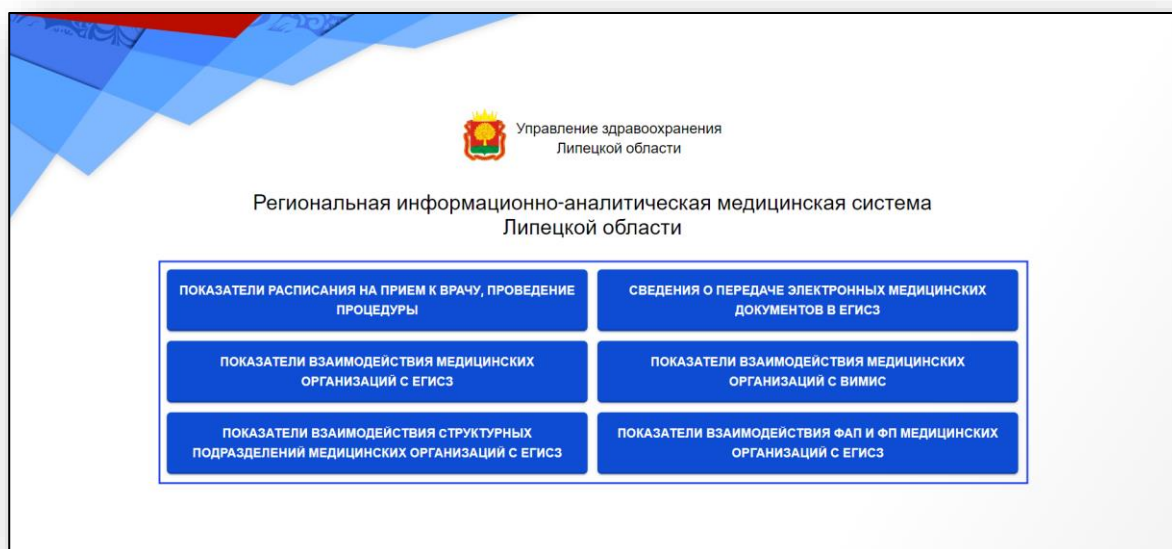 Управление здравоохранения
Липецкой области
Региональная информационно-аналитическая медицинская система
Липецкой области
ПОКАЗАТЕЛИ РАСПИСАНИЯ НА ПРИЕМ К ВРАЧУ, ПРОВЕДЕНИЕ
ПРОЦЕДУРЫ
СВЕДЕНИЯ О ПЕРЕДАЧЕ ЭЛЕКТРОННЫХ МЕДИЦИНСКИХ
ДОКУМЕНТОВ В ЕГИСЗ
ПОКАЗАТЕЛИ ВЗАИМОДЕЙСТВИЯ МЕДИЦИНСКИХ
ОРГАНИЗАЦИЙ С ЕГИСЗ
ПОКАЗАТЕЛИ ВЗАИМОДЕЙСТВИЯ МЕДИЦИНСКИХ
ОРГАНИЗАЦИЙ С ВИМИС
ПОКАЗАТЕЛИ ВЗАИМОДЕЙСТВИЯ СТРУКТУРНЫХ
ПОДРАЗДЕЛЕНИЙ МЕДИЦИНСКИХ ОРГАНИЗАЦИЙ С ЕГИСЗ
ПОКАЗАТЕЛИ ВЗАИМОДЕЙСТВИЯ ФАП И ФП МЕДИЦИНСКИХ
ОРГАНИЗАЦИЙ С ЕГИСЗ